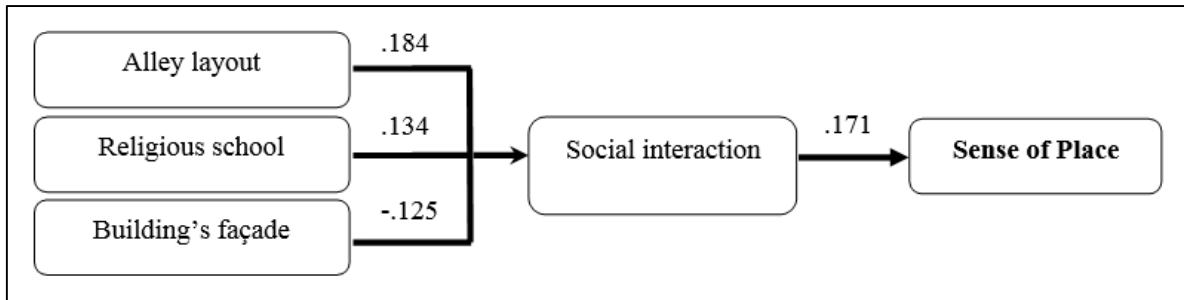 Alley layout
.184
Religious school
.134
Building’s façade
-.125
Social interaction
.171
Sense of Place